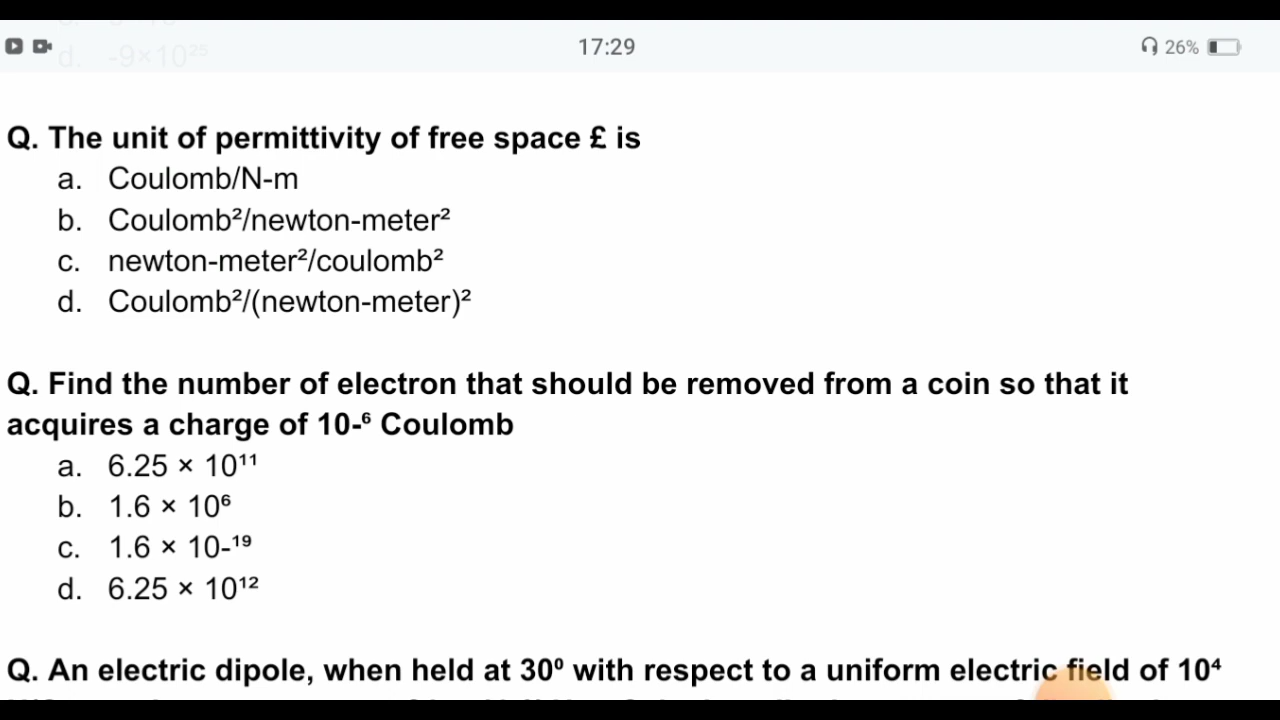 17:29
26%
d. -9×10²⁵
Q. The unit of permittivity of free space £ is
a. Coulomb/N-m
b. Coulomb²/newton-meter²
c. newton-meter²/coulomb²
d. Coulomb²/(newton-meter)²
Q. Find the number of electron that should be removed from a coin so that it
acquires a charge of 10-⁶ Coulomb
a. 6.25 × 10¹¹
b. 1.6 × 10⁶
c. 1.6 × 10-¹⁹
d. 6.25 × 10¹²
Q. An electric dipole, when held at 30⁰ with respect to a uniform electric field of 10⁴